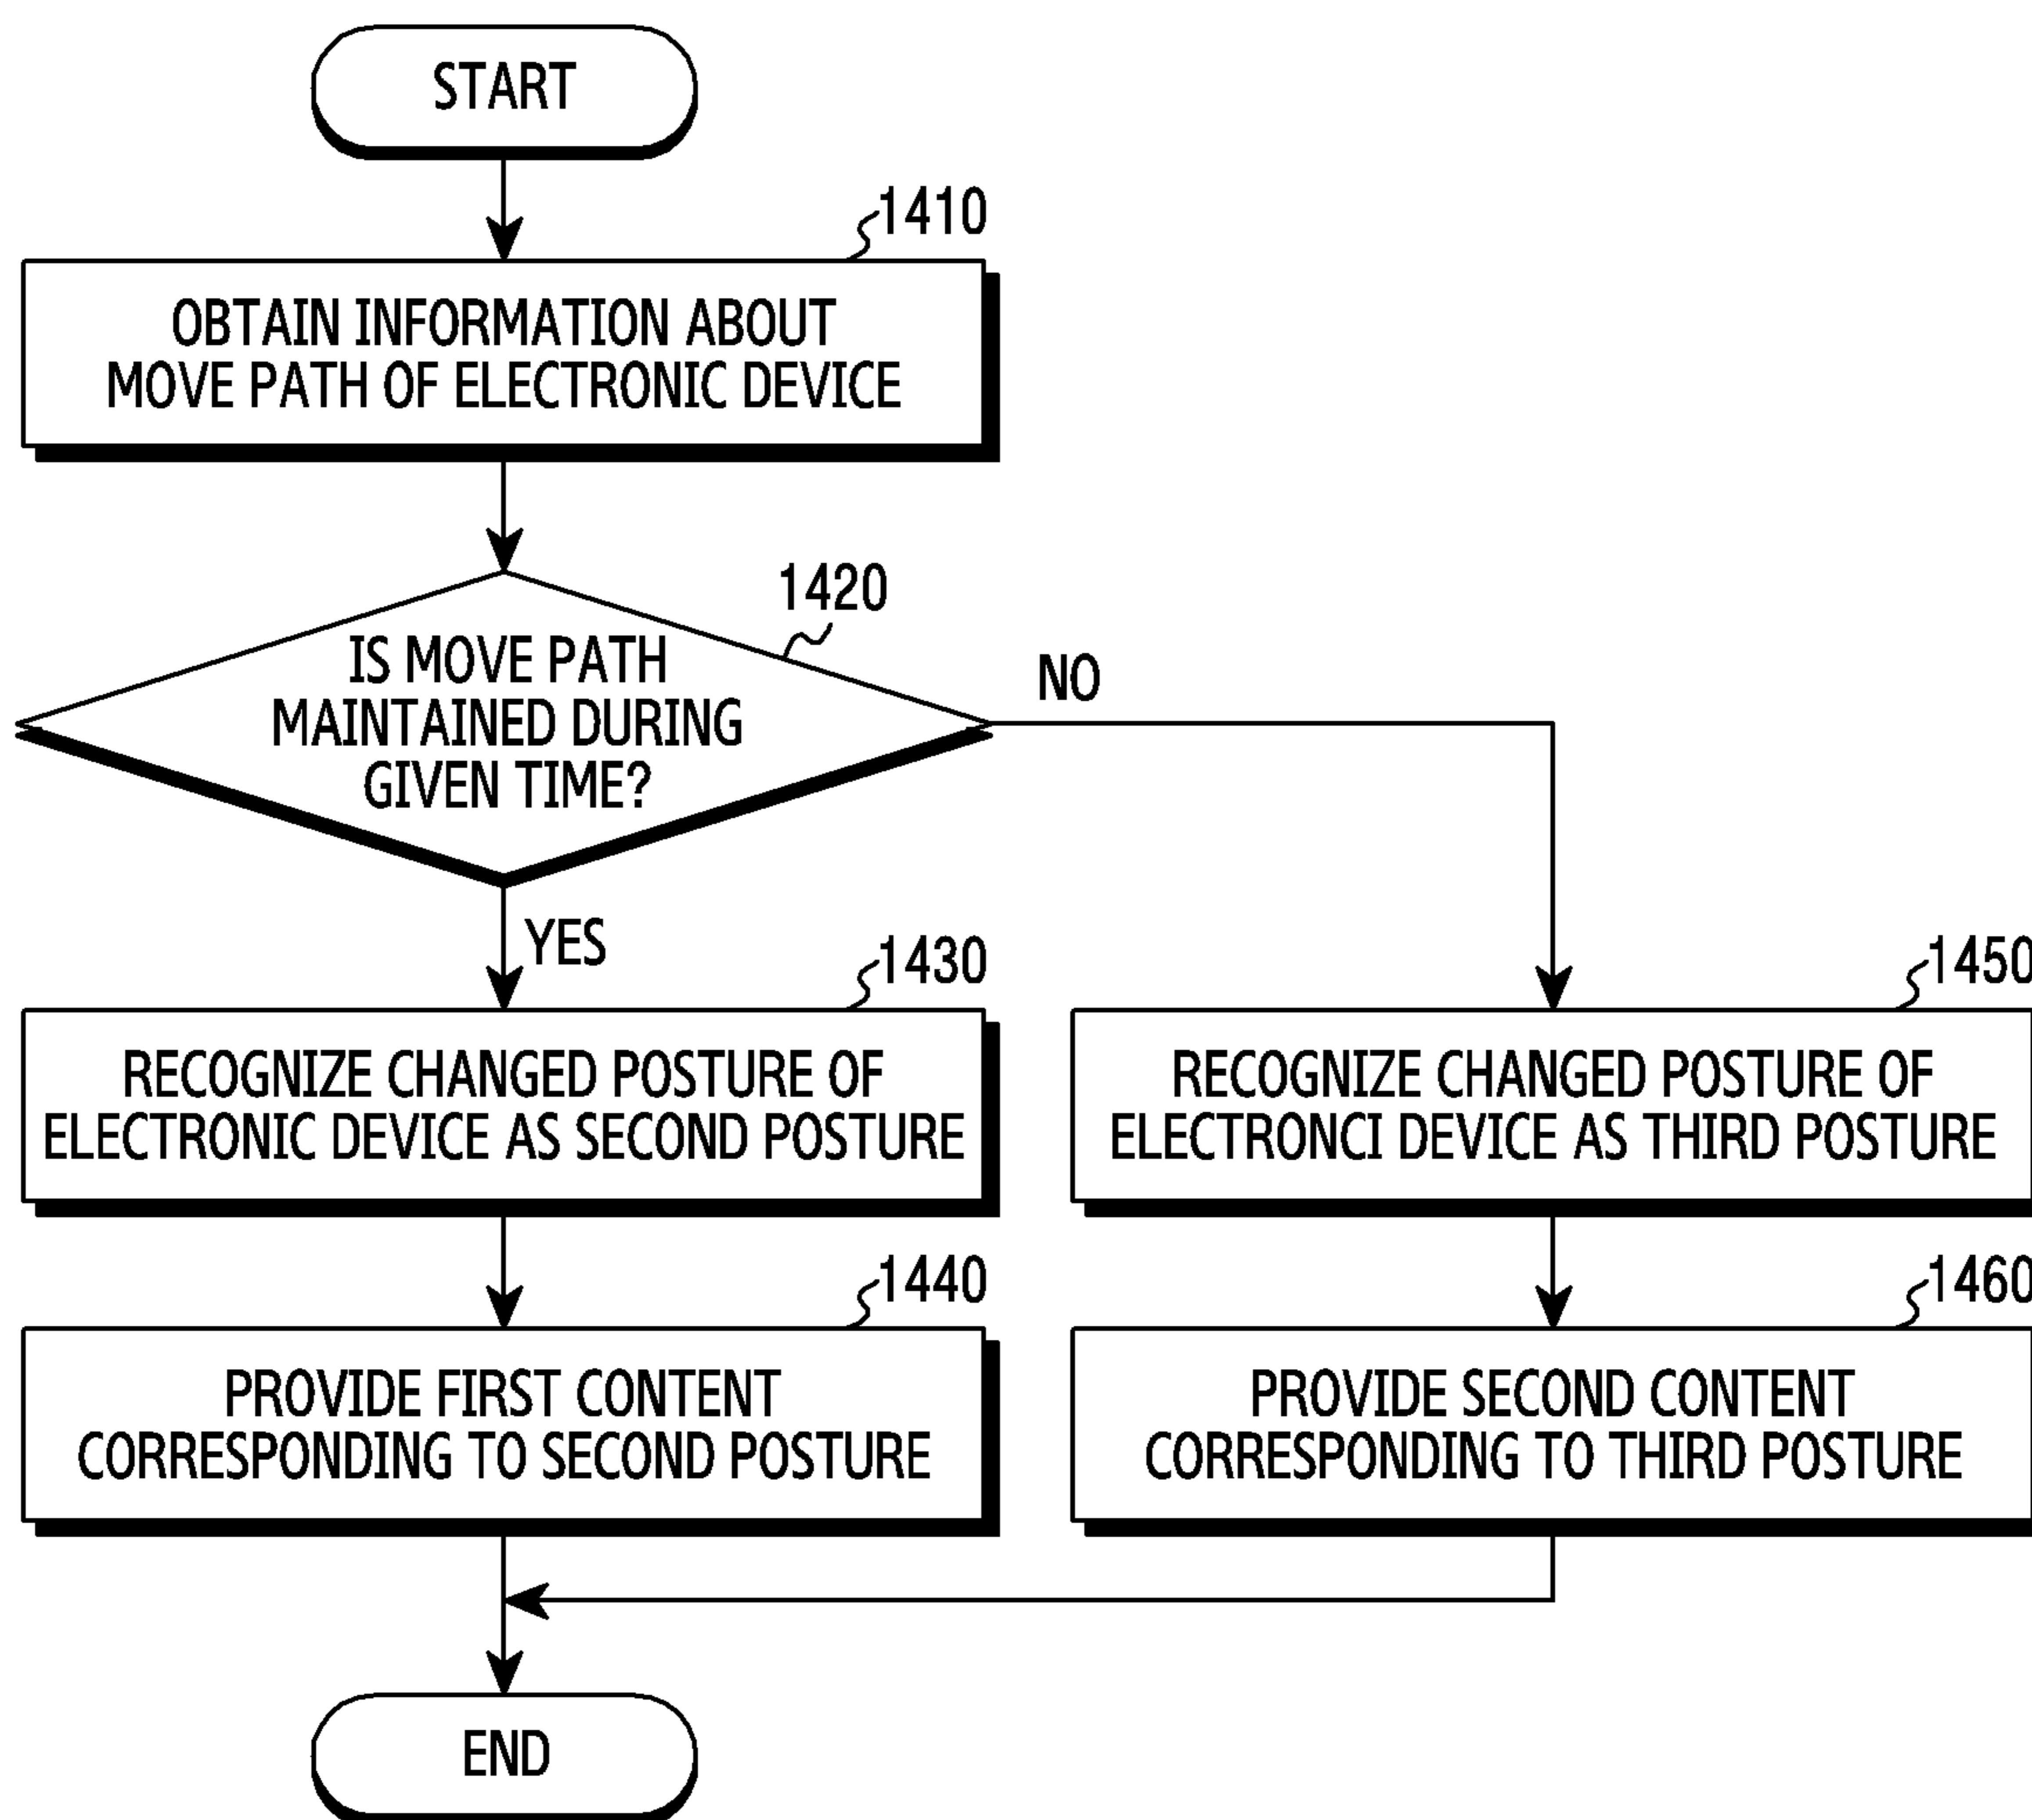 START
1410
OBTAIN INFORMATION ABOUT
MOVE PATH OF ELECTRONIC DEVICE
1420
IS MOVE PATH
MAINTAINED DURING
GIVEN TIME?
NO
YES
1430
RECOGNIZE CHANGED POSTURE OF
ELECTRONIC DEVICE AS SECOND POSTURE
1440
PROVIDE FIRST CONTENT
CORRESPONDING TO SECOND POSTURE
1450
RECOGNIZE CHANGED POSTURE OF
ELECTRONCI DEVICE AS THIRD POSTURE
1460
PROVIDE SECOND CONTENT
CORRESPONDING TO THIRD POSTURE
END